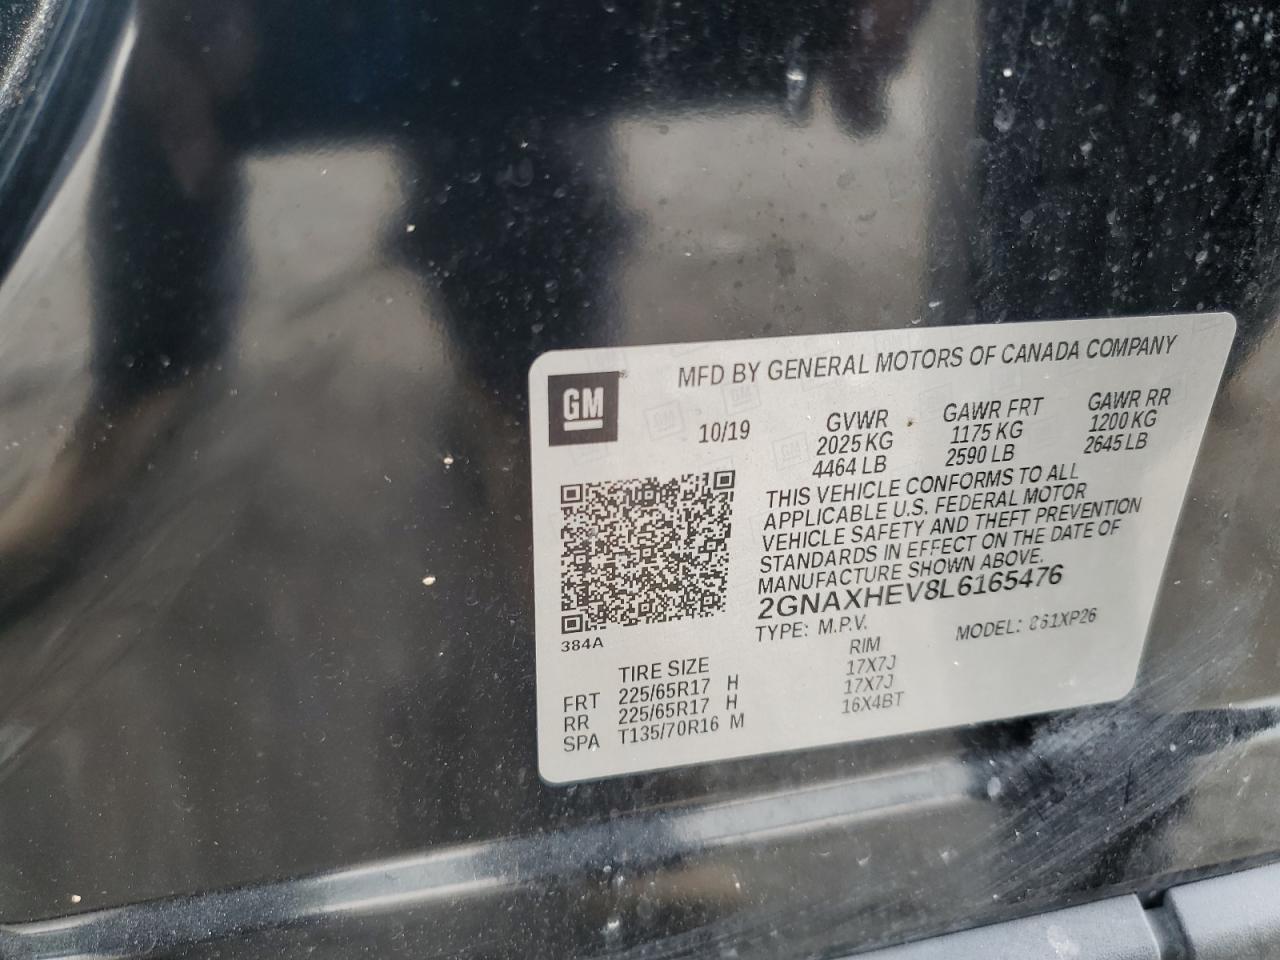 GM
MFD BY GENERAL MOTORS OF CANADA COMPANY
10/19
GVWR
2025 KG
4464 LB
GAWR FRT
1175 KG
2590 LB
GAWR RR
1200 KG
2645 LB
THIS VEHICLE CONFORMS TO ALL
APPLICABLE U.S. FEDERAL MOTOR
VEHICLE SAFETY AND THEFT PREVENTION
STANDARDS IN EFFECT ON THE DATE OF
MANUFACTURE SHOWN ABOVE.
2GNAXHEV8L6165476
TYPE: M.P.V.
MODEL:
384A
TIRE SIZE
RIM
FRT 225/65R17 H 17X7J
RR 225/65R17 H 17X7J
SPA T135/70R16 M 16X4BT